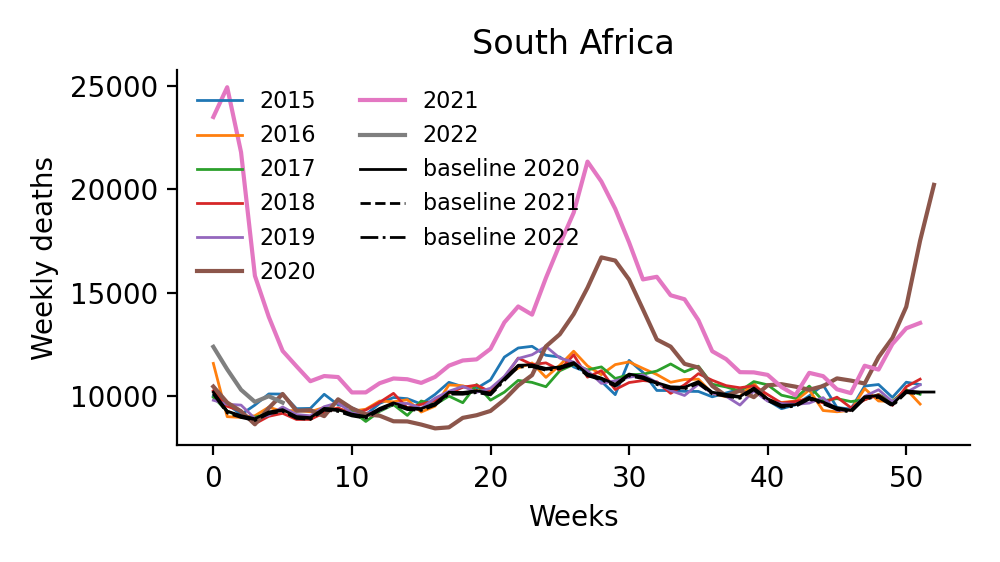 South Africa
Weekly deaths
25000
20000
15000
10000
2015
2016
2017
2018
2019
2020
2021
2022
baseline 2020
baseline 2021
baseline 2022
0 10 20 30 40 50
Weeks